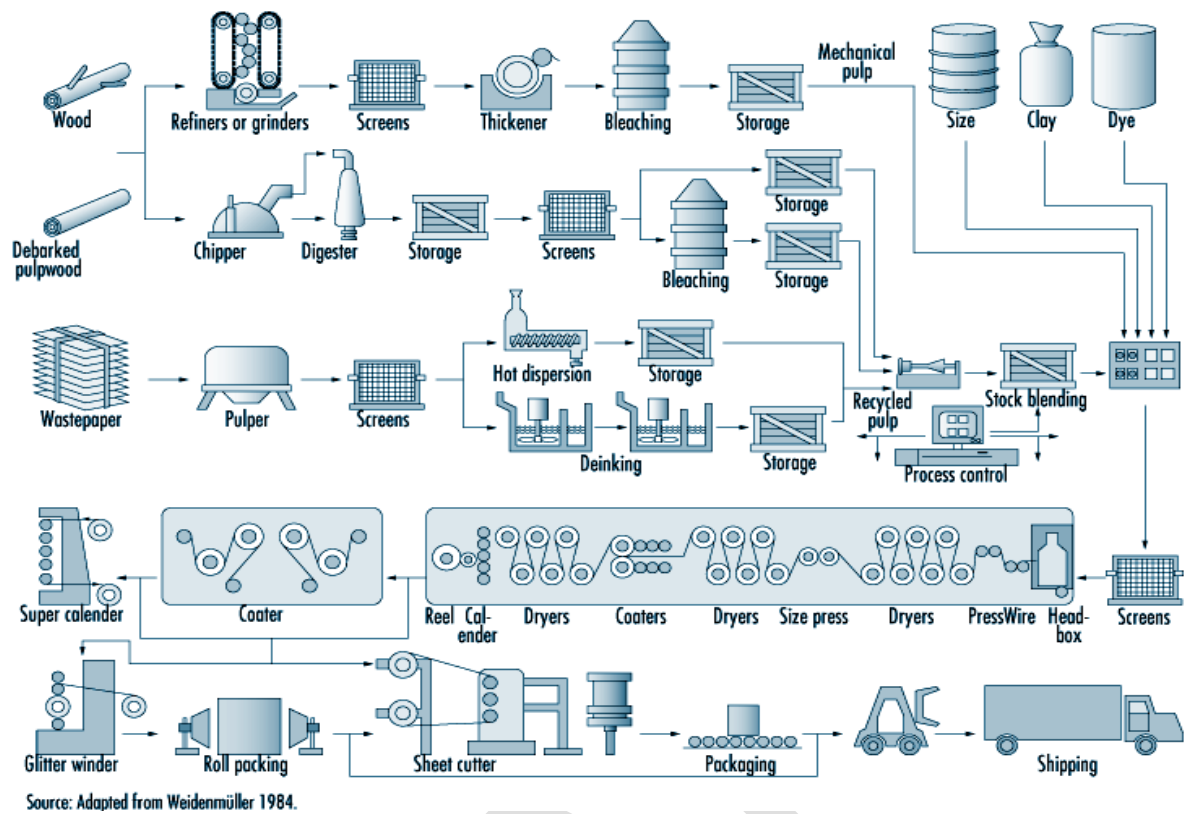 Mechanical
pulp
Wood
Refiners or grinders
Screens
Thickener
Bleaching
Storage
Size
Clay
Dye
Debarked
pulpwood
Chipper
Digester
Storage
Screens
Storage
Bleaching
Storage
Wastepaper
Pulper
Screens
Hot dispersion
Storage
Deinking
Storage
Recycled
pulp
Stock blending
Process control
Super calender
Coater
Reel
Cal-
ender
Dryers
Coaters
Dryers
Size press
Dryers
Press
Wire
Head-
box
Screens
Glitter winder
Roll packing
Sheet cutter
Packaging
Shipping
Source: Adapted from Weidenmüller 1984.